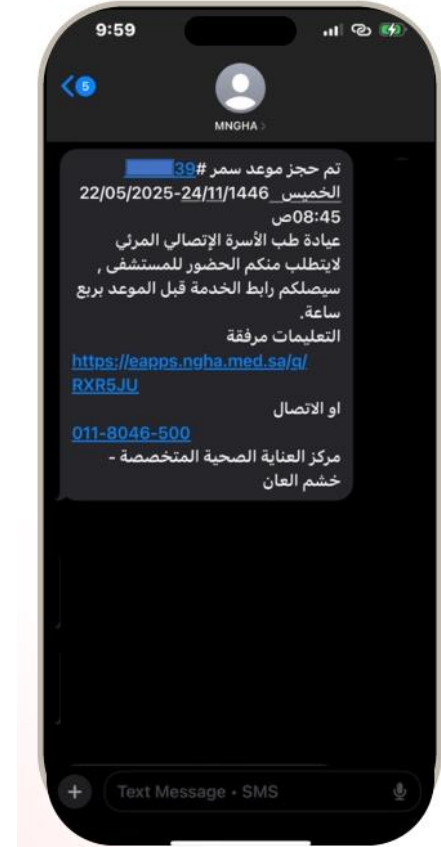 9:59
5
MNGHA
تم حجز موعد سمر #39
الخميس 22/05/2025-24/11/1446
08:45ص
عيادة طب الأسرة الإتصالي المرئي
لايتطلب منكم الحضور للمستشفى ,
سيصلكم رابط الخدمة قبل الموعد بربع
ساعة.
التعليمات مرفقة
https://eapps.ngha.med.sa/q/
RXR5JU
او الاتصال
011-8046-500
مركز العناية الصحية المتخصصة -
خشم العان
Text Message • SMS